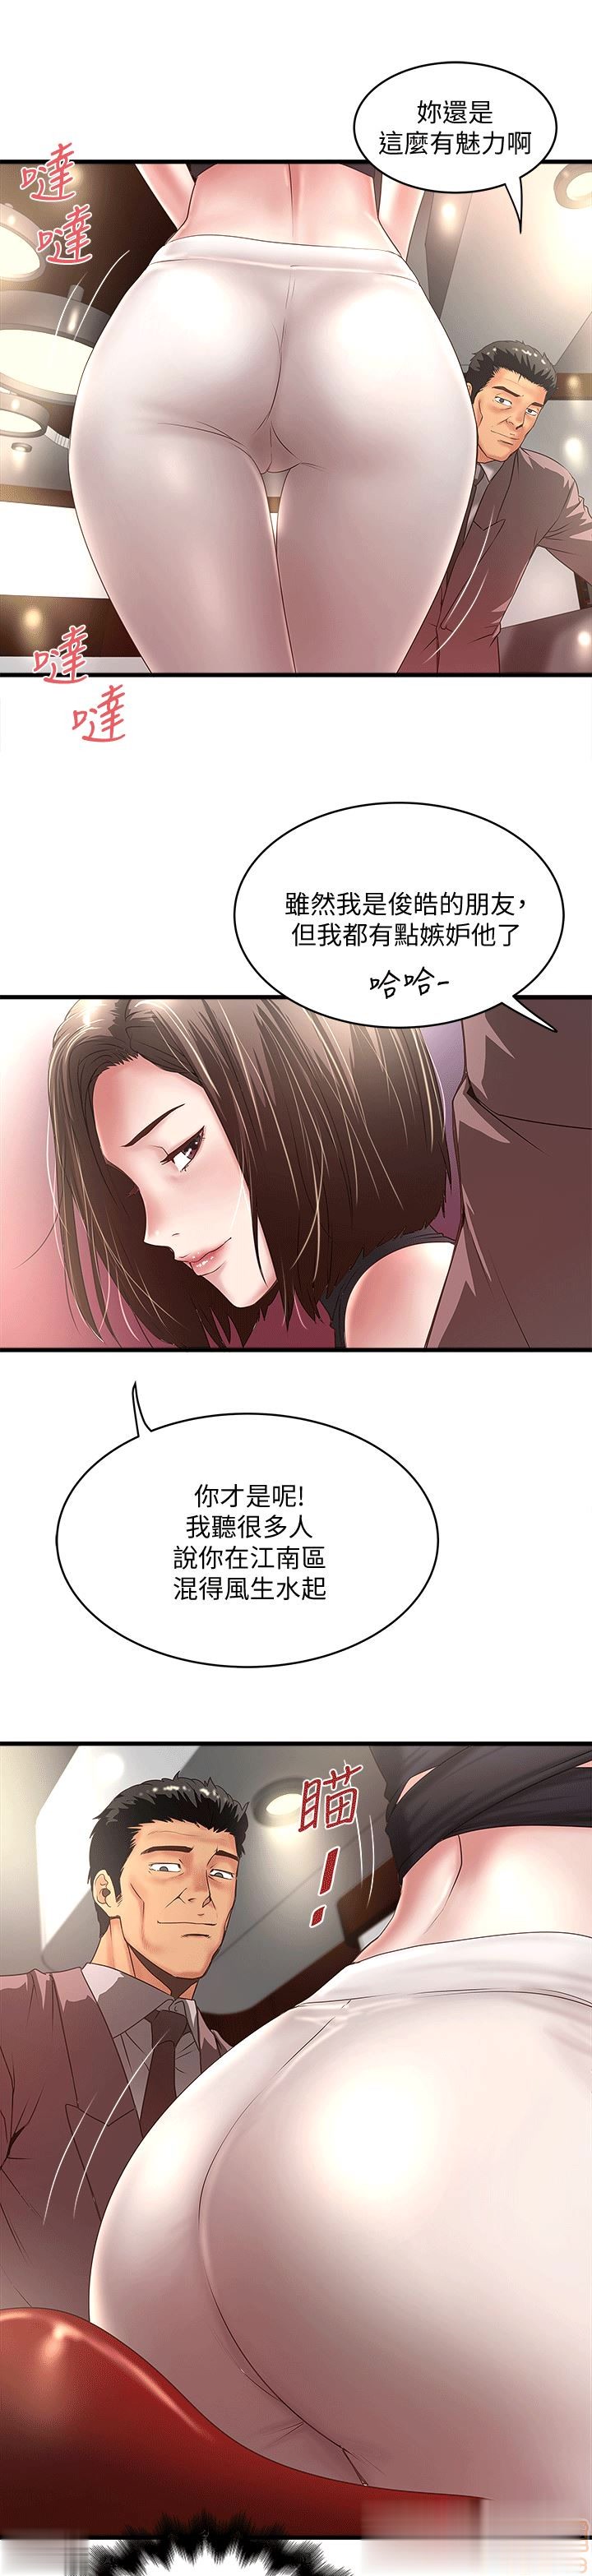 妳還是
這麼有魅力啊
噠
噠
噠
噠
雖然我是俊皓的朋友，
但我都有點嫉妒他了
哈哈~
你才是呢!
我聽很多人
說你在江南區
混得風生水起
瞄!